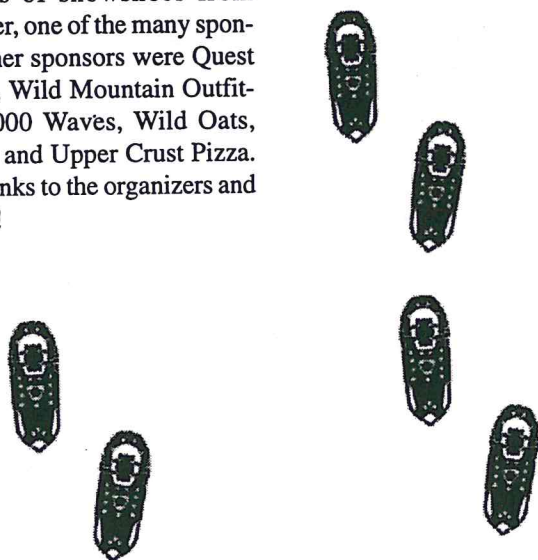 of snowshoes from
er, one of the many spon-
her sponsors were Quest
Wild Mountain Outfit-
000 Waves, Wild Oats,
and Upper Crust Pizza.
nks to the organizers and
!